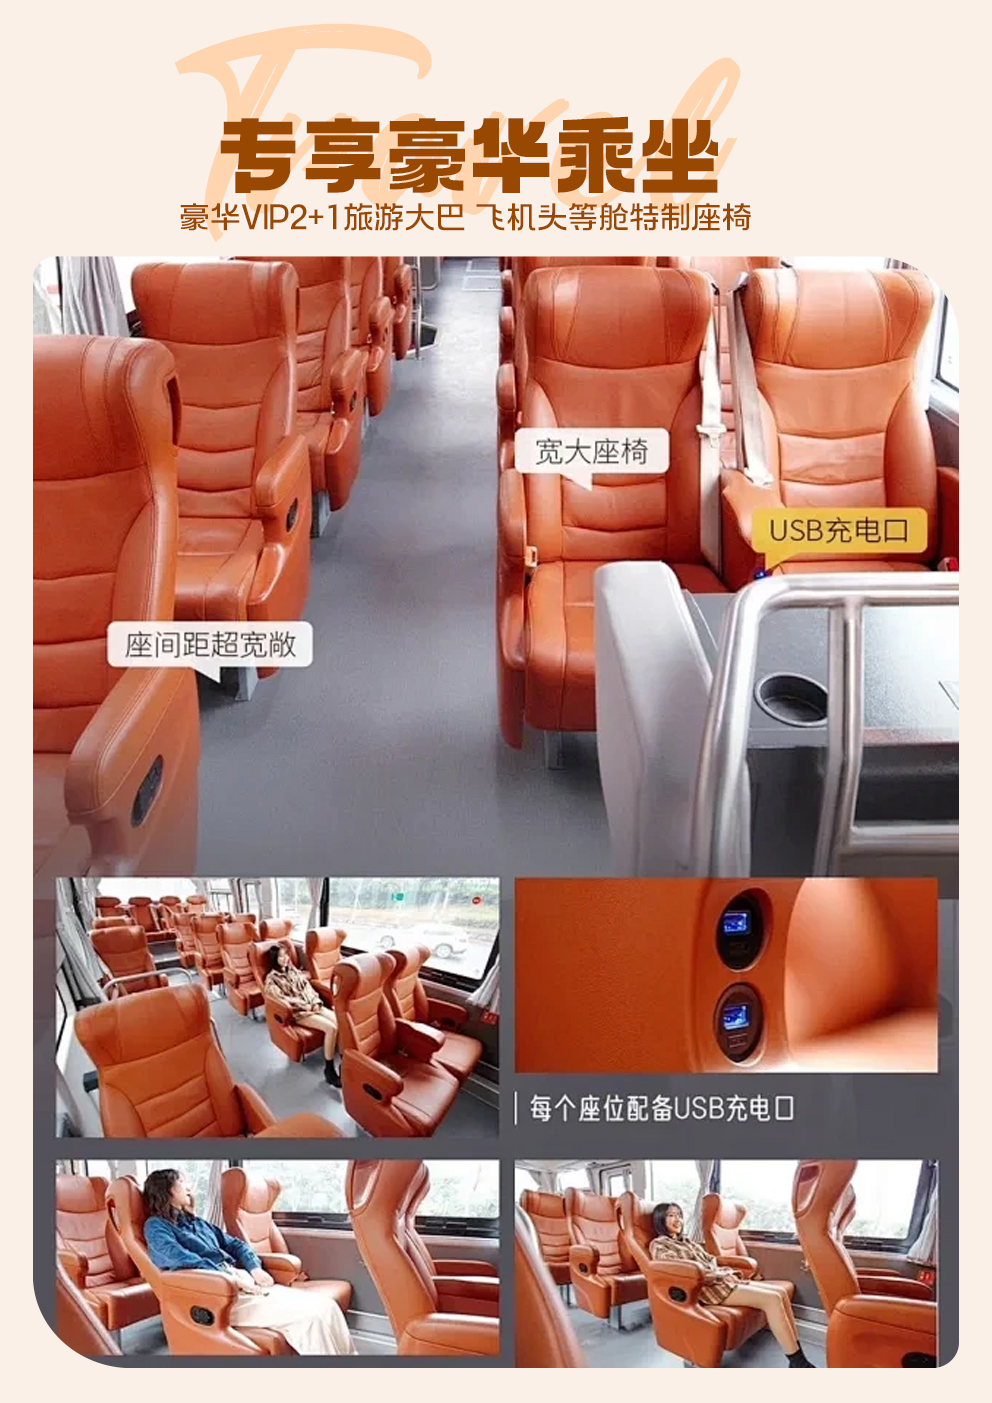 Travel
专享豪华乘坐
豪华VIP2+1旅游大巴 飞机头等舱特制座椅
宽大座椅
USB充电口
座间距超宽敞
每个座位配备USB充电口